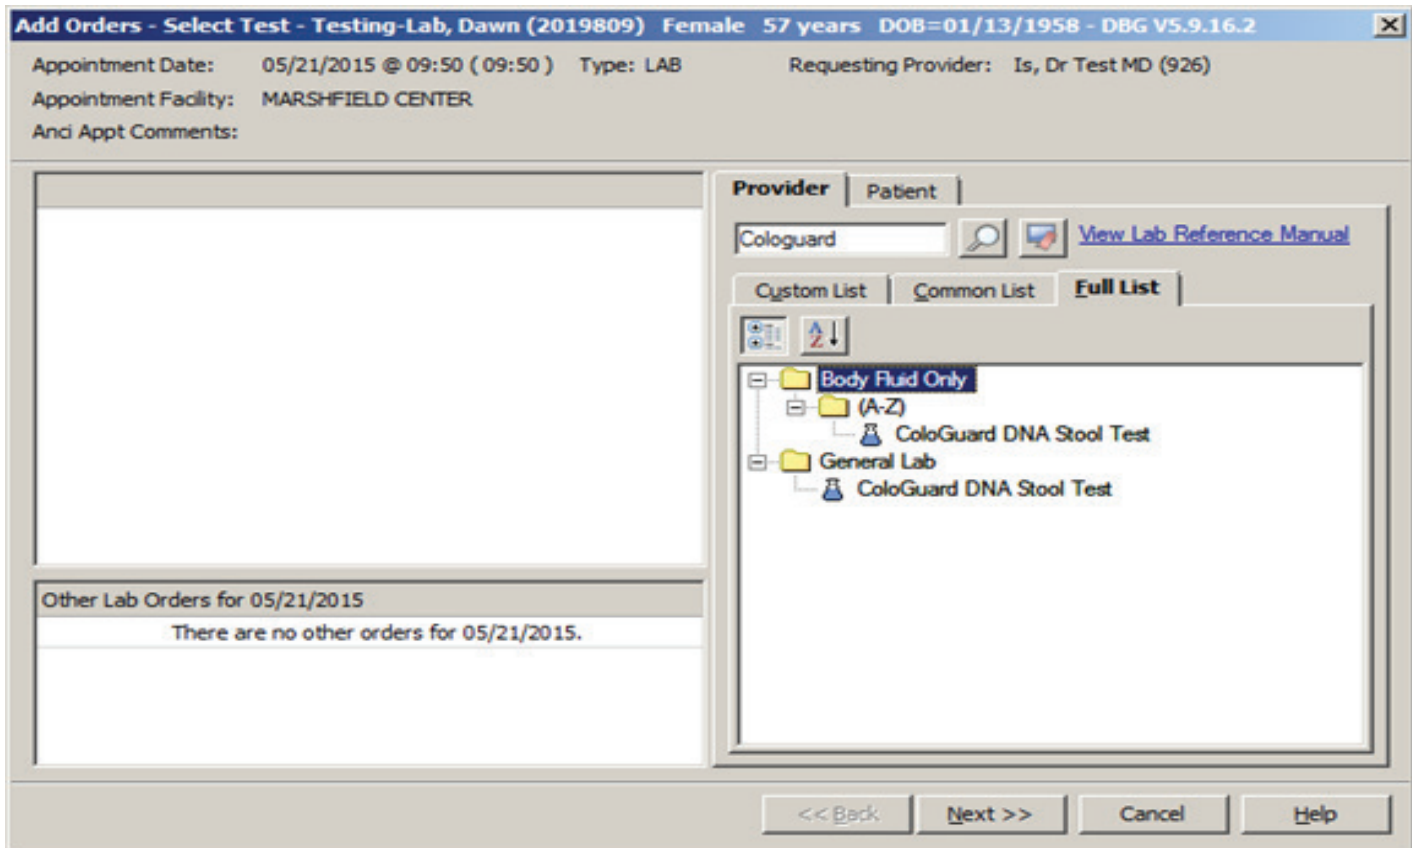 Add Orders - Select Test - Testing-Lab, Dawn (2019809) Female 57 years DOB=01/13/1958 - DBG V5.9.16.2
Appointment Date: 05/21/2015 @ 09:50 ( 09:50 ) Type: LAB Requesting Provider: Is, Dr Test MD (926)
Appointment Facility: MARSHFIELD CENTER
Anci Appt Comments:
Provider Patient
Cologuard View Lab Reference Manual
Custom List Common List Full List
A
Z
Body Fluid Only
(A-Z)
ColoGuard DNA Stool Test
General Lab
ColoGuard DNA Stool Test
Other Lab Orders for 05/21/2015
There are no other orders for 05/21/2015.
<< Back Next >> Cancel Help